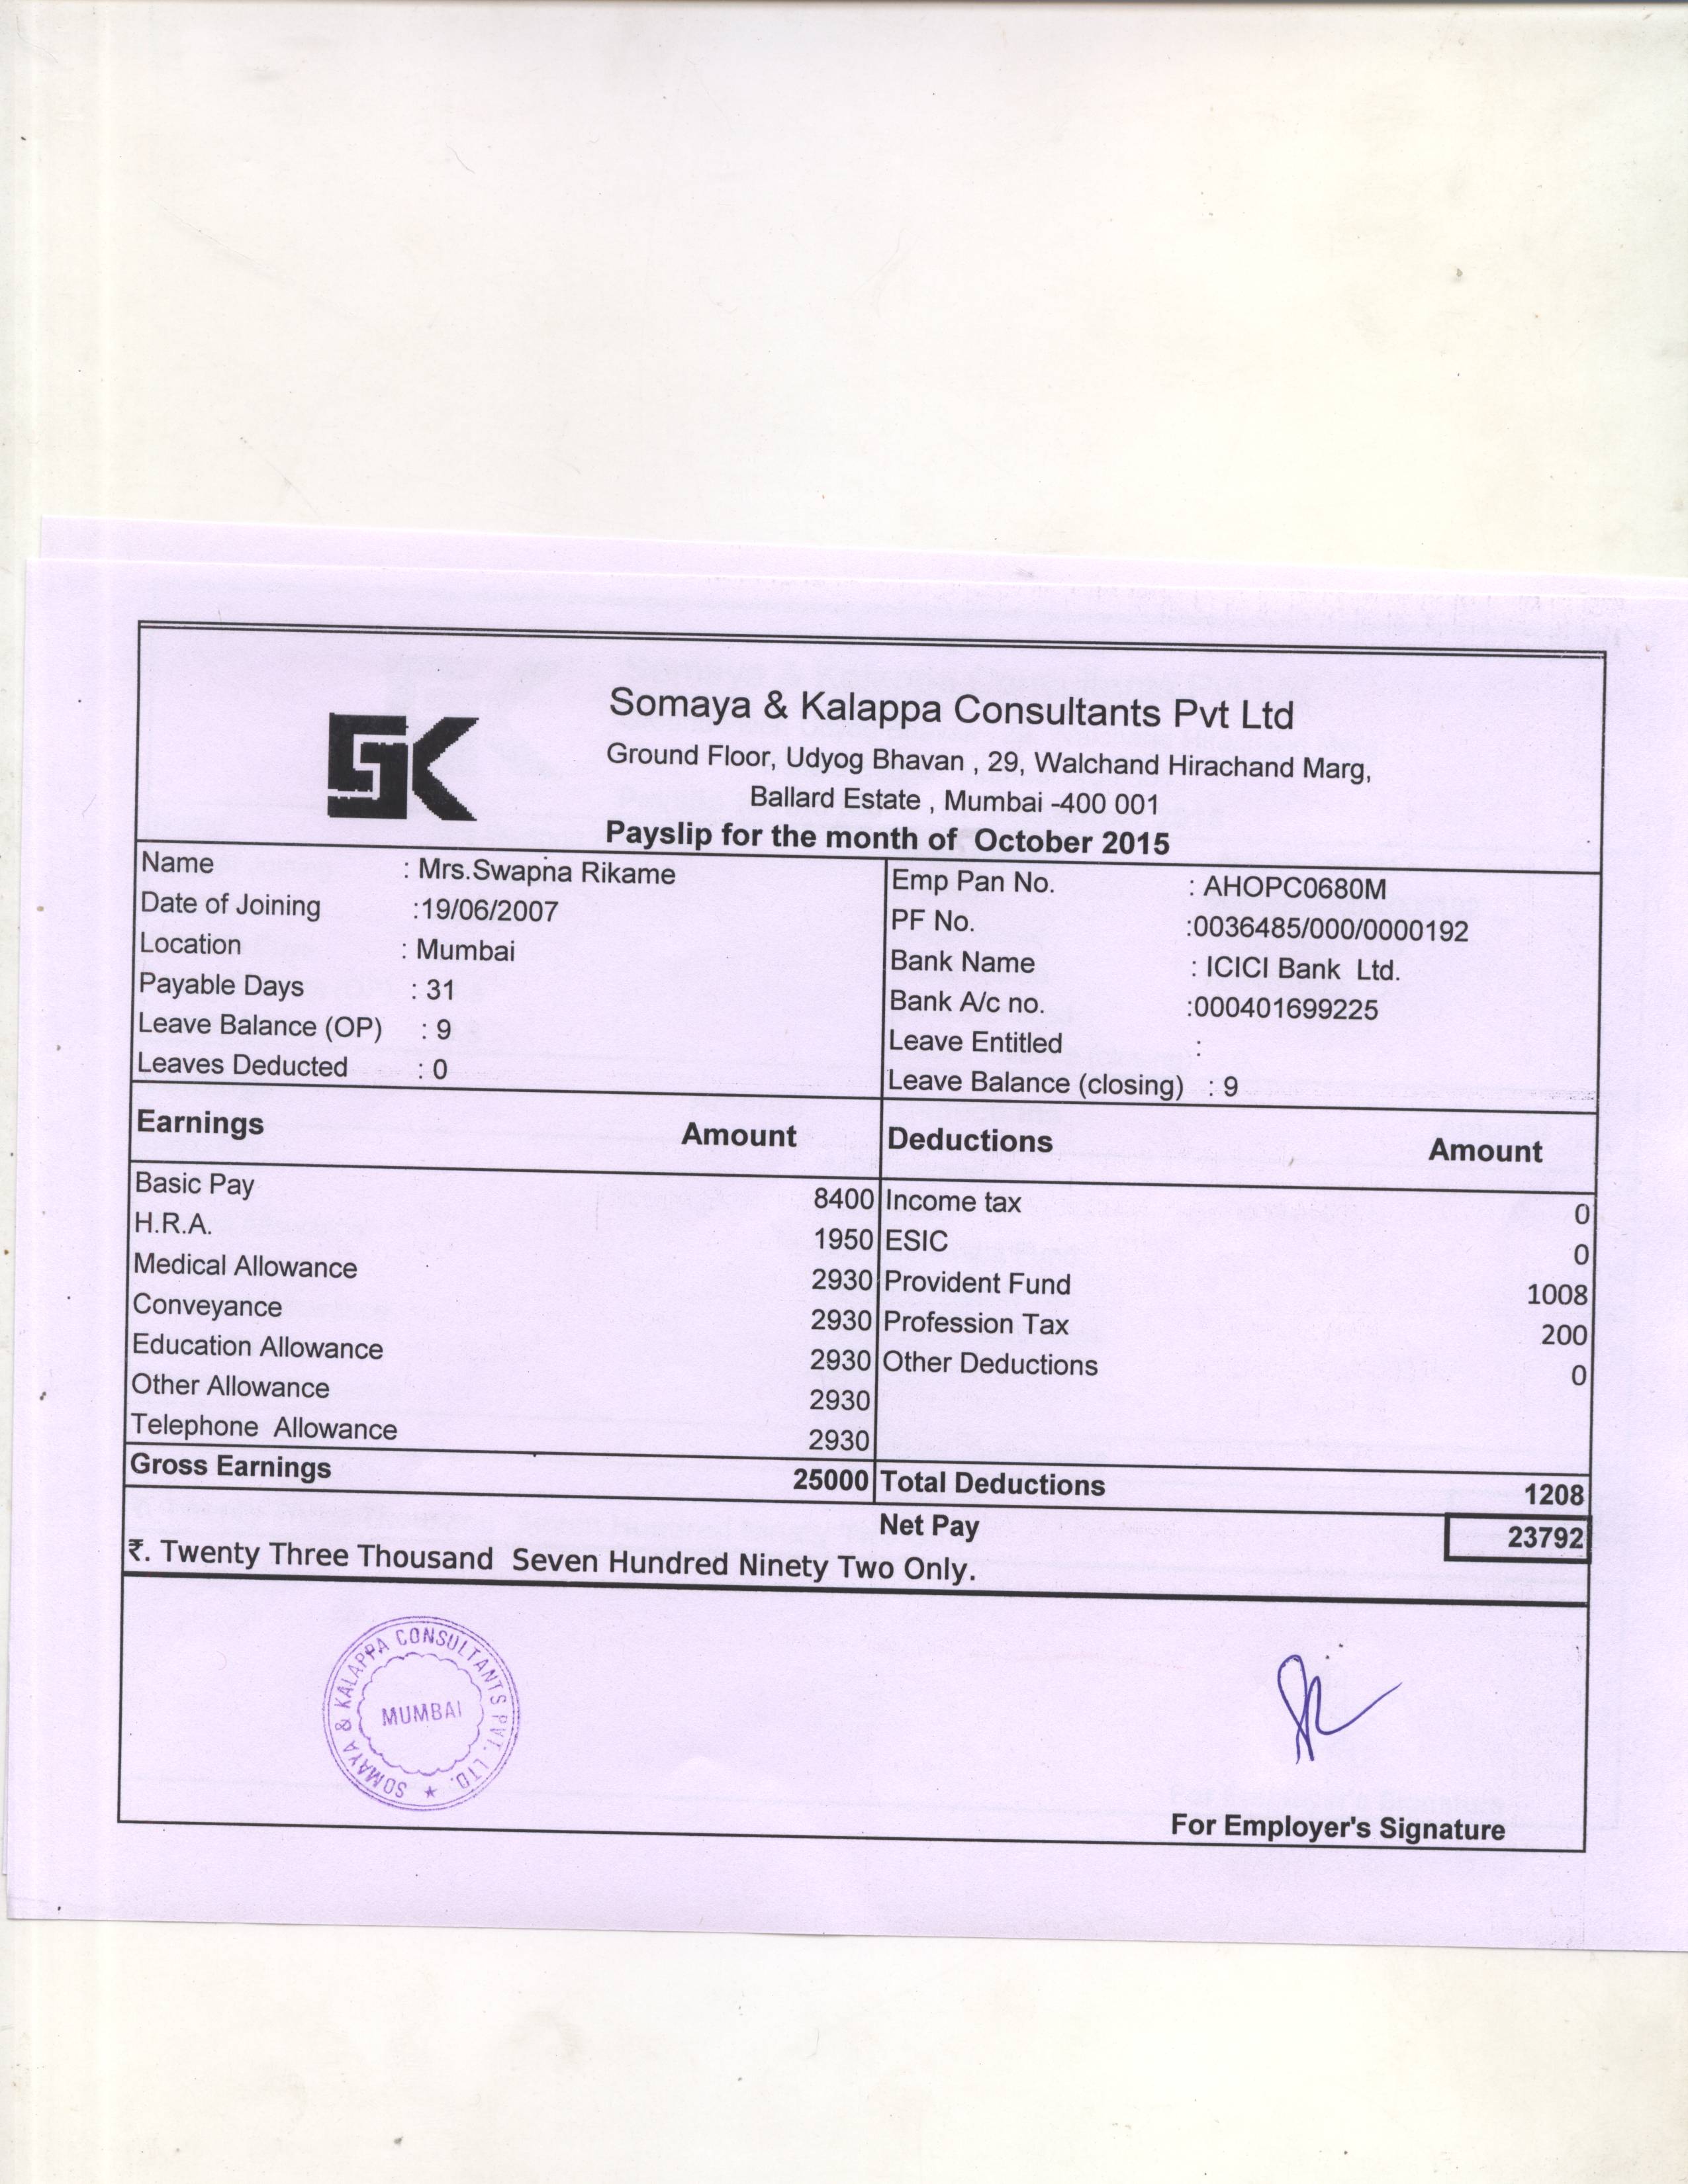 SK
Somaya & Kalappa Consultants Pvt Ltd
Ground Floor, Udyog Bhavan , 29, Walchand Hirachand Marg,
Ballard Estate , Mumbai -400 001
Payslip for the month of October 2015
Name : Mrs.Swapna Rikame
Date of Joining :19/06/2007
Location : Mumbai
Payable Days : 31
Leave Balance (OP) : 9
Leaves Deducted : 0
Emp Pan No. : AHOPC0680M
PF No. :0036485/000/0000192
Bank Name : ICICI Bank Ltd.
Bank A/c no. :000401699225
Leave Entitled :
Leave Balance (closing) : 9
Earnings Amount Deductions Amount
Basic Pay 8400 Income tax 0
H.R.A. 1950 ESIC 0
Medical Allowance 2930 Provident Fund 1008
Conveyance 2930 Profession Tax 200
Education Allowance 2930 Other Deductions 0
Other Allowance 2930
Telephone Allowance 2930
Gross Earnings 25000 Total Deductions 1208
Net Pay 23792
₹. Twenty Three Thousand Seven Hundred Ninety Two Only.
SOMAYA & KALAPPA CONSULTANTS PVT. LTD. ★
MUMBAI
For Employer's Signature